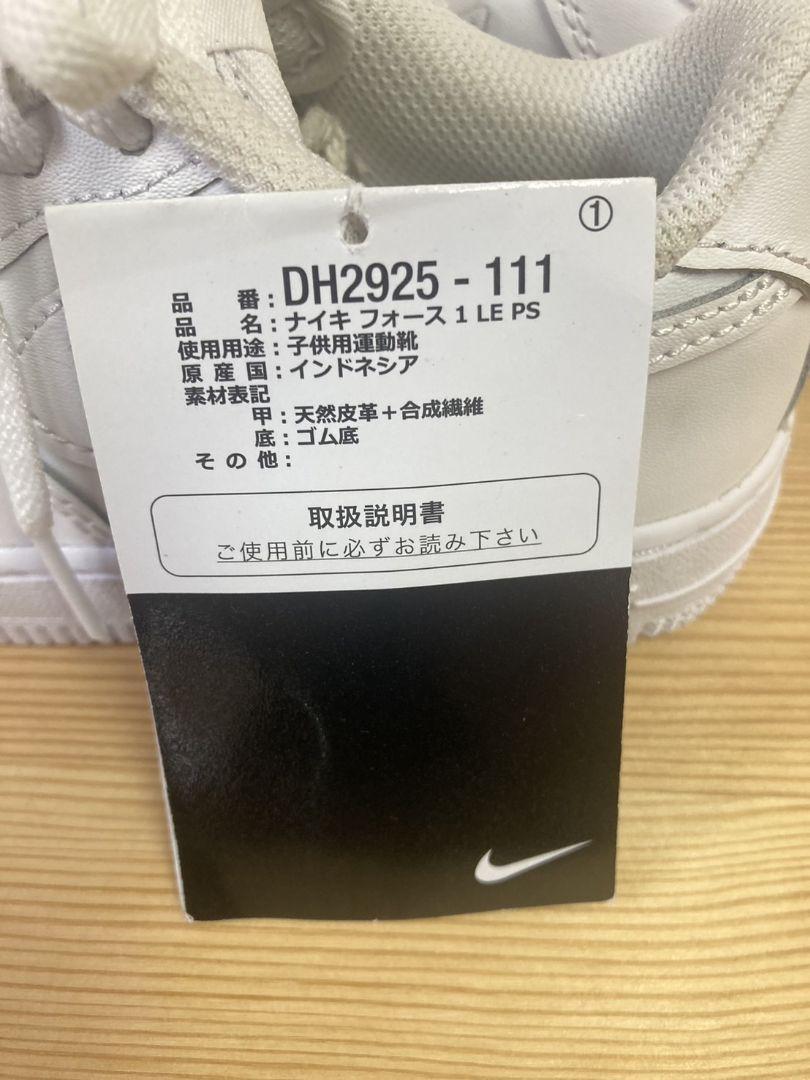 ①
品 番：DH2925 - 111
品 名：ナイキ フォース 1 LE PS
使用用途：子供用運動靴
原 産 国：インドネシア
素材表記
甲：天然皮革＋合成繊維
底：ゴム底
そ の 他：
取扱説明書
ご使用前に必ずお読み下さい